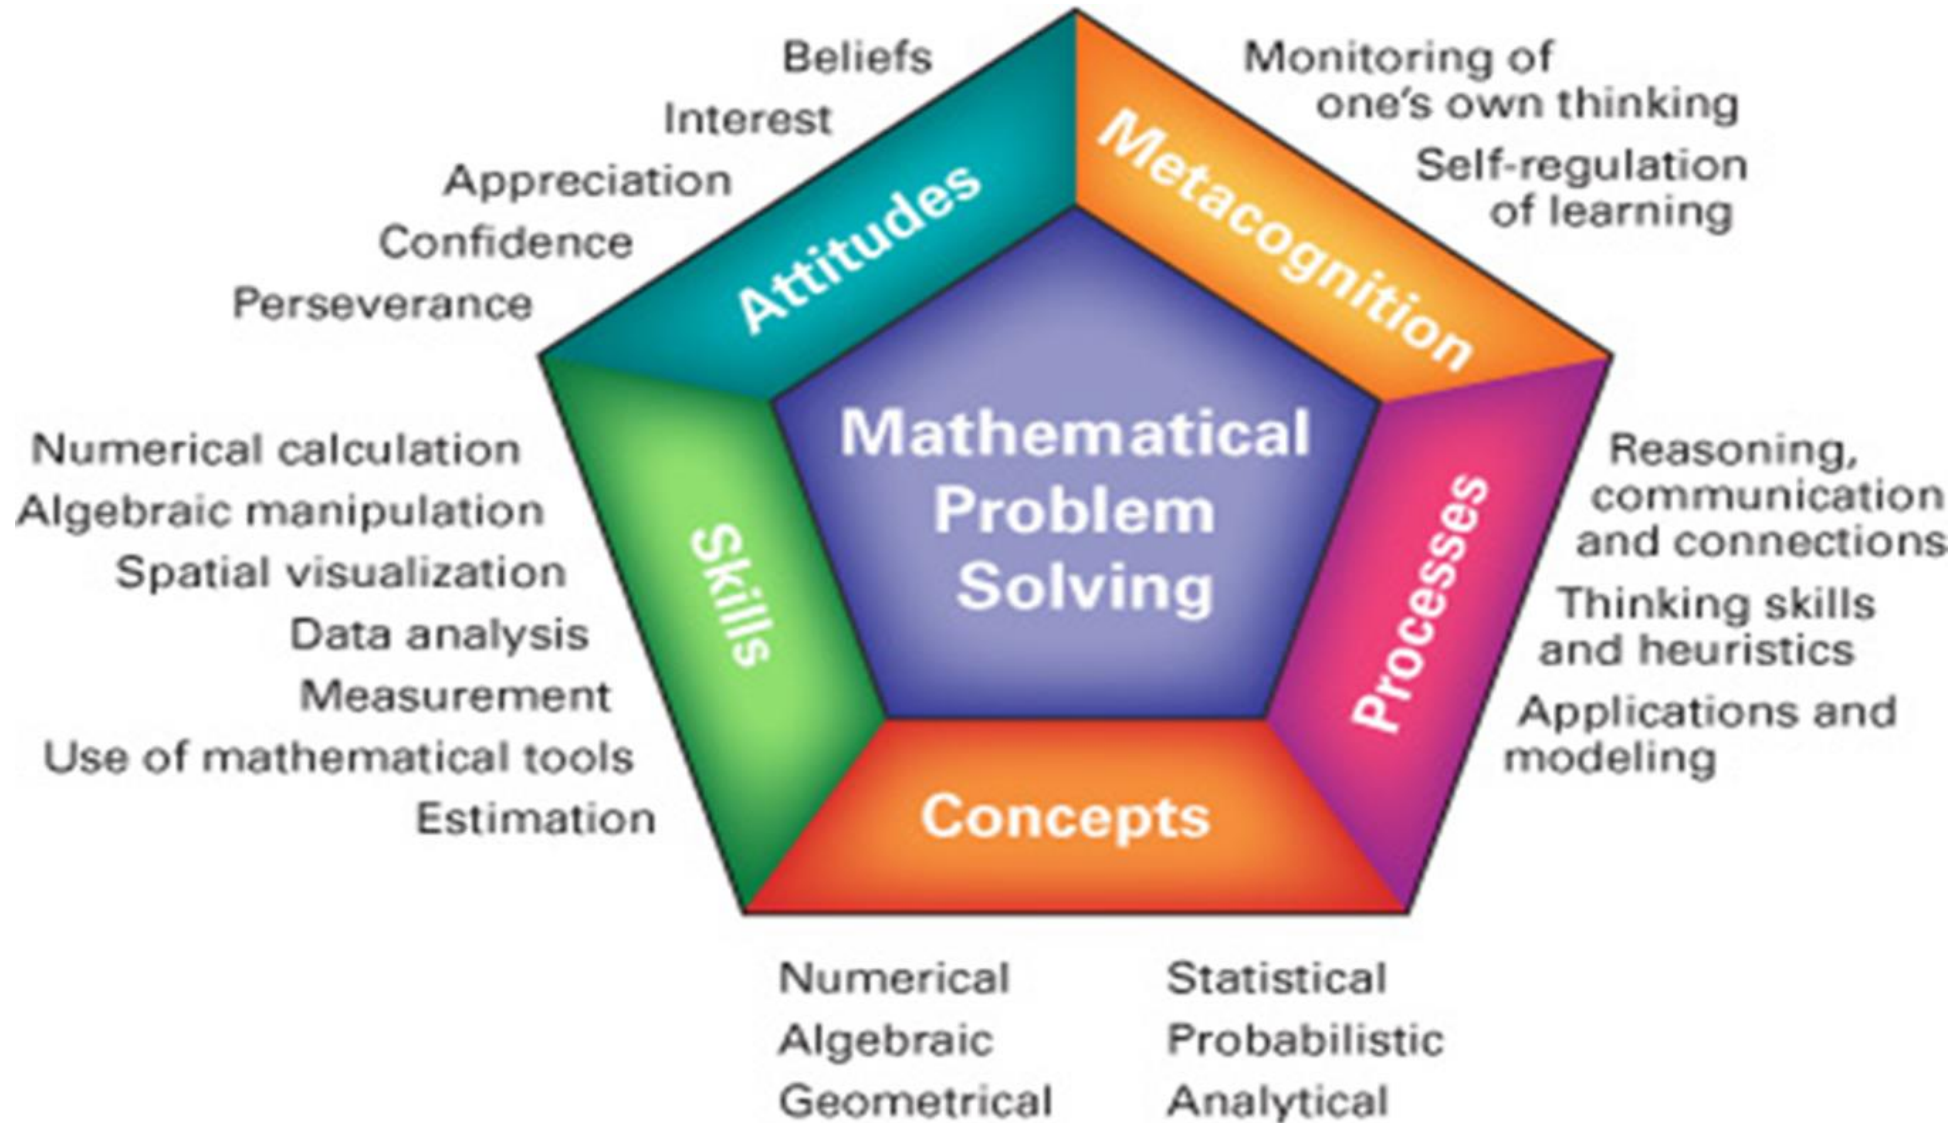 Beliefs
Interest
Appreciation
Confidence
Perseverance
Attitudes
Metacognition
Monitoring of
one's own thinking
Self-regulation
of learning
Mathematical
Problem
Solving
Numerical calculation
Algebraic manipulation
Spatial visualization
Data analysis
Measurement
Use of mathematical tools
Estimation
Skills
Processes
Reasoning,
communication
and connections
Thinking skills
and heuristics
Applications and
modeling
Concepts
Numerical
Algebraic
Geometrical
Statistical
Probabilistic
Analytical